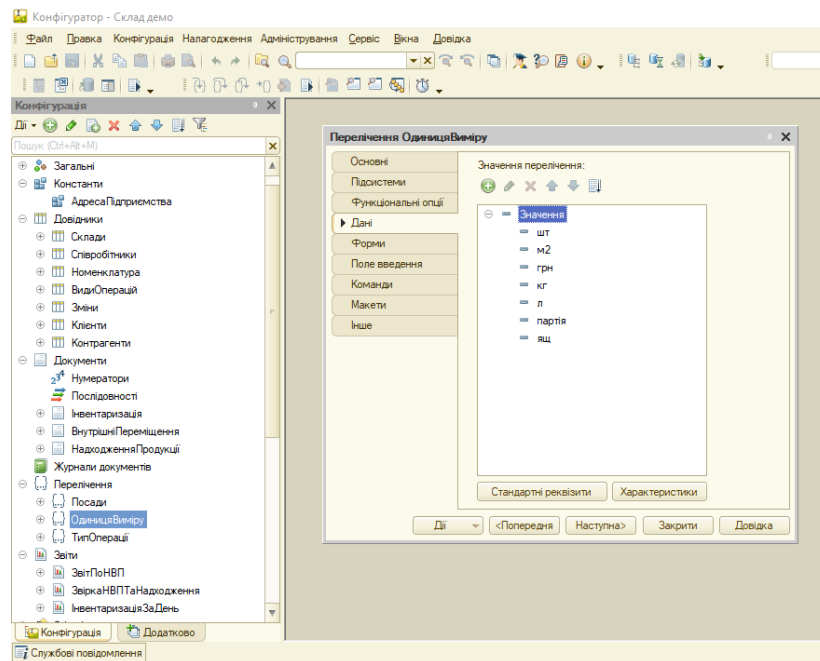 Конфігуратор - Склад демо
Файл Правка Конфігурація Налагодження Адміністрування Сервіс Вікна Довідка
Конфігурація
Дії
Пошук (Ctrl+Alt+M)
Загальні
Константи
АдресаПідприємства
Довідники
Склади
Співробітники
Номенклатура
ВидиОперацій
Зміни
Клієнти
Контрагенти
Документи
Нумератори
Послідовності
Інвентаризація
ВнутрішніПереміщення
НадходженняПродукції
Журнали документів
Перелічення
Посади
ОдиницяВиміру
ТипОперації
Звіти
ЗвітПоНВП
ЗвіркаНВПТаНадходження
ІнвентаризаціяЗаДень
Конфігурація Додатково
Службові повідомлення
Перелічення ОдиницяВиміру
Основні
Підсистеми
Функціональні опції
Дані
Форми
Поле введення
Команди
Макети
Інше
Значення перелічення:
Значення
шт
м2
грн
кг
л
партія
ящ
Стандартні реквізити Характеристики
Дії <Попередня Наступна> Закрити Довідка